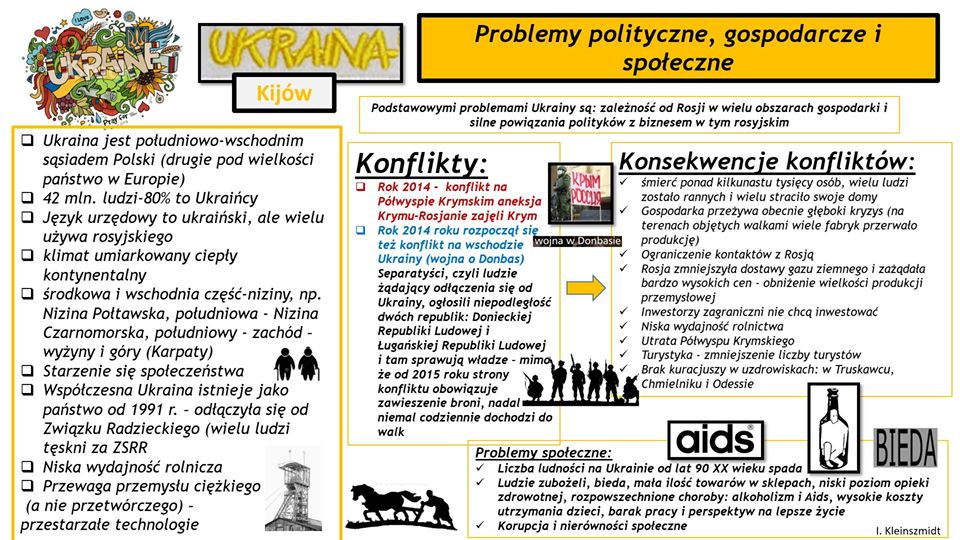 UKRAINE
UKRAINA
Kijów
Problemy polityczne, gospodarcze i
społeczne
Podstawowymi problemami Ukrainy są: zależność od Rosji w wielu obszarach gospodarki i
silne powiązania polityków z biznesem w tym rosyjskim
❑ Ukraina jest południowo-wschodnim
sąsiadem Polski (drugie pod wielkości
państwo w Europie)
❑ 42 mln. ludzi-80% to Ukraińcy
❑ Język urzędowy to ukraiński, ale wielu
używa rosyjskiego
❑ klimat umiarkowany ciepły
kontynentalny
❑ środkowa i wschodnia część-niziny, np.
Nizina Połtawska, południowa - Nizina
Czarnomorska, południowy - zachód –
wyżyny i góry (Karpaty)
❑ Starzenie się społeczeństwa
❑ Współczesna Ukraina istnieje jako
państwo od 1991 r. – odłączyła się od
Związku Radzieckiego (wielu ludzi
tęskni za ZSRR
❑ Niska wydajność rolnicza
❑ Przewaga przemysłu ciężkiego
(a nie przetwórczego) –
przestarzałe technologie
Konflikty:
❑ Rok 2014 - konflikt na
Półwyspie Krymskim aneksja
Krymu-Rosjanie zajęli Krym
❑ Rok 2014 roku rozpoczął się
też konflikt na wschodzie
Ukrainy (wojna o Donbas)
Separatyści, czyli ludzie
żądający odłączenia się od
Ukrainy, ogłosili niepodległość
dwóch republik: Donieckiej
Republiki Ludowej i
Ługańskiej Republiki Ludowej
i tam sprawują władze – mimo
że od 2015 roku strony
konfliktu obowiązuje
zawieszenie broni, nadal
niemal codziennie dochodzi do
walk
КРЫМ
РОССИЯ
wojna w Donbasie
Konsekwencje konfliktów:
✓ śmierć ponad kilkunastu tysięcy osób, wielu ludzi
zostało rannych i wielu straciło swoje domy
✓ Gospodarka przeżywa obecnie głęboki kryzys (na
terenach objętych walkami wiele fabryk przerwało
produkcję)
✓ Ograniczenie kontaktów z Rosją
✓ Rosja zmniejszyła dostawy gazu ziemnego i zażądała
bardzo wysokich cen - obniżenie wielkości produkcji
przemysłowej
✓ Inwestorzy zagraniczni nie chcą inwestować
✓ Niska wydajność rolnictwa
✓ Utrata Półwyspu Krymskiego
✓ Turystyka - zmniejszenie liczby turystów
✓ Brak kuracjuszy w uzdrowiskach: w Truskawcu,
Chmielniku i Odessie
aids
BIEDA
Problemy społeczne:
✓ Liczba ludności na Ukrainie od lat 90 XX wieku spada
✓ Ludzie zubożeli, bieda, mała ilość towarów w sklepach, niski poziom opieki
zdrowotnej, rozpowszechnione choroby: alkoholizm i Aids, wysokie koszty
utrzymania dzieci, barak pracy i perspektyw na lepsze życie
✓ Korupcja i nierówności społeczne
I. Kleinszmidt